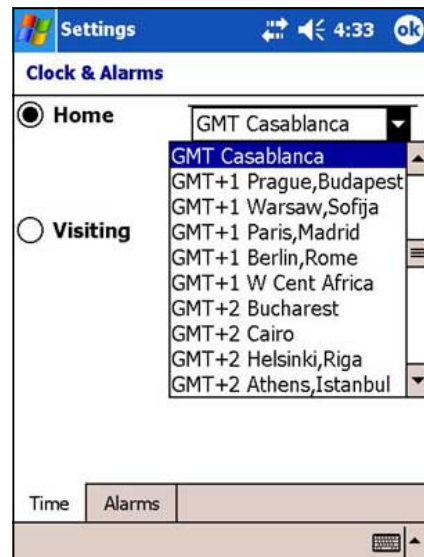 Settings 4:33 ok
Clock & Alarms
Home GMT Casablanca
GMT Casablanca
GMT+1 Prague,Budapest
GMT+1 Warsaw,Sofija
Visiting GMT+1 Paris,Madrid
GMT+1 Berlin,Rome
GMT+1 W Cent Africa
GMT+2 Bucharest
GMT+2 Cairo
GMT+2 Helsinki,Riga
GMT+2 Athens,Istanbul
Time Alarms